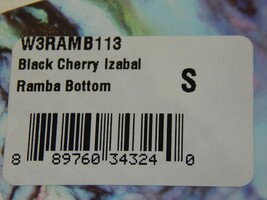 W3RAMB113
Black Cherry Izabal
Ramba Bottom S
8 89760 34324 0